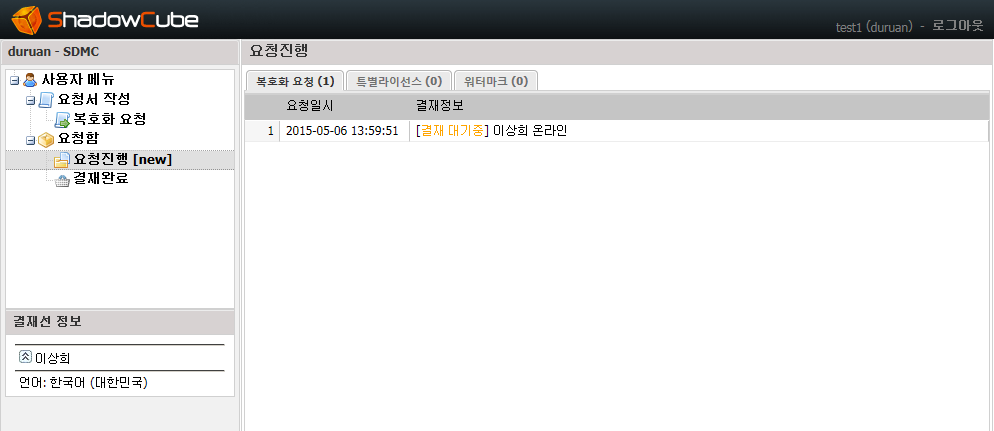 ShadowCube
test1 (duruan) - 로그아웃
duruan - SDMC
사용자 메뉴
요청서 작성
복호화 요청
요청함
요청진행 [new]
결재완료
결재선 정보
이상희
언어: 한국어 (대한민국)
요청진행
복호화 요청 (1) 특별라이선스 (0) 워터마크 (0)
요청일시 결재정보
1 2015-05-06 13:59:51 [결재 대기중] 이상희 온라인